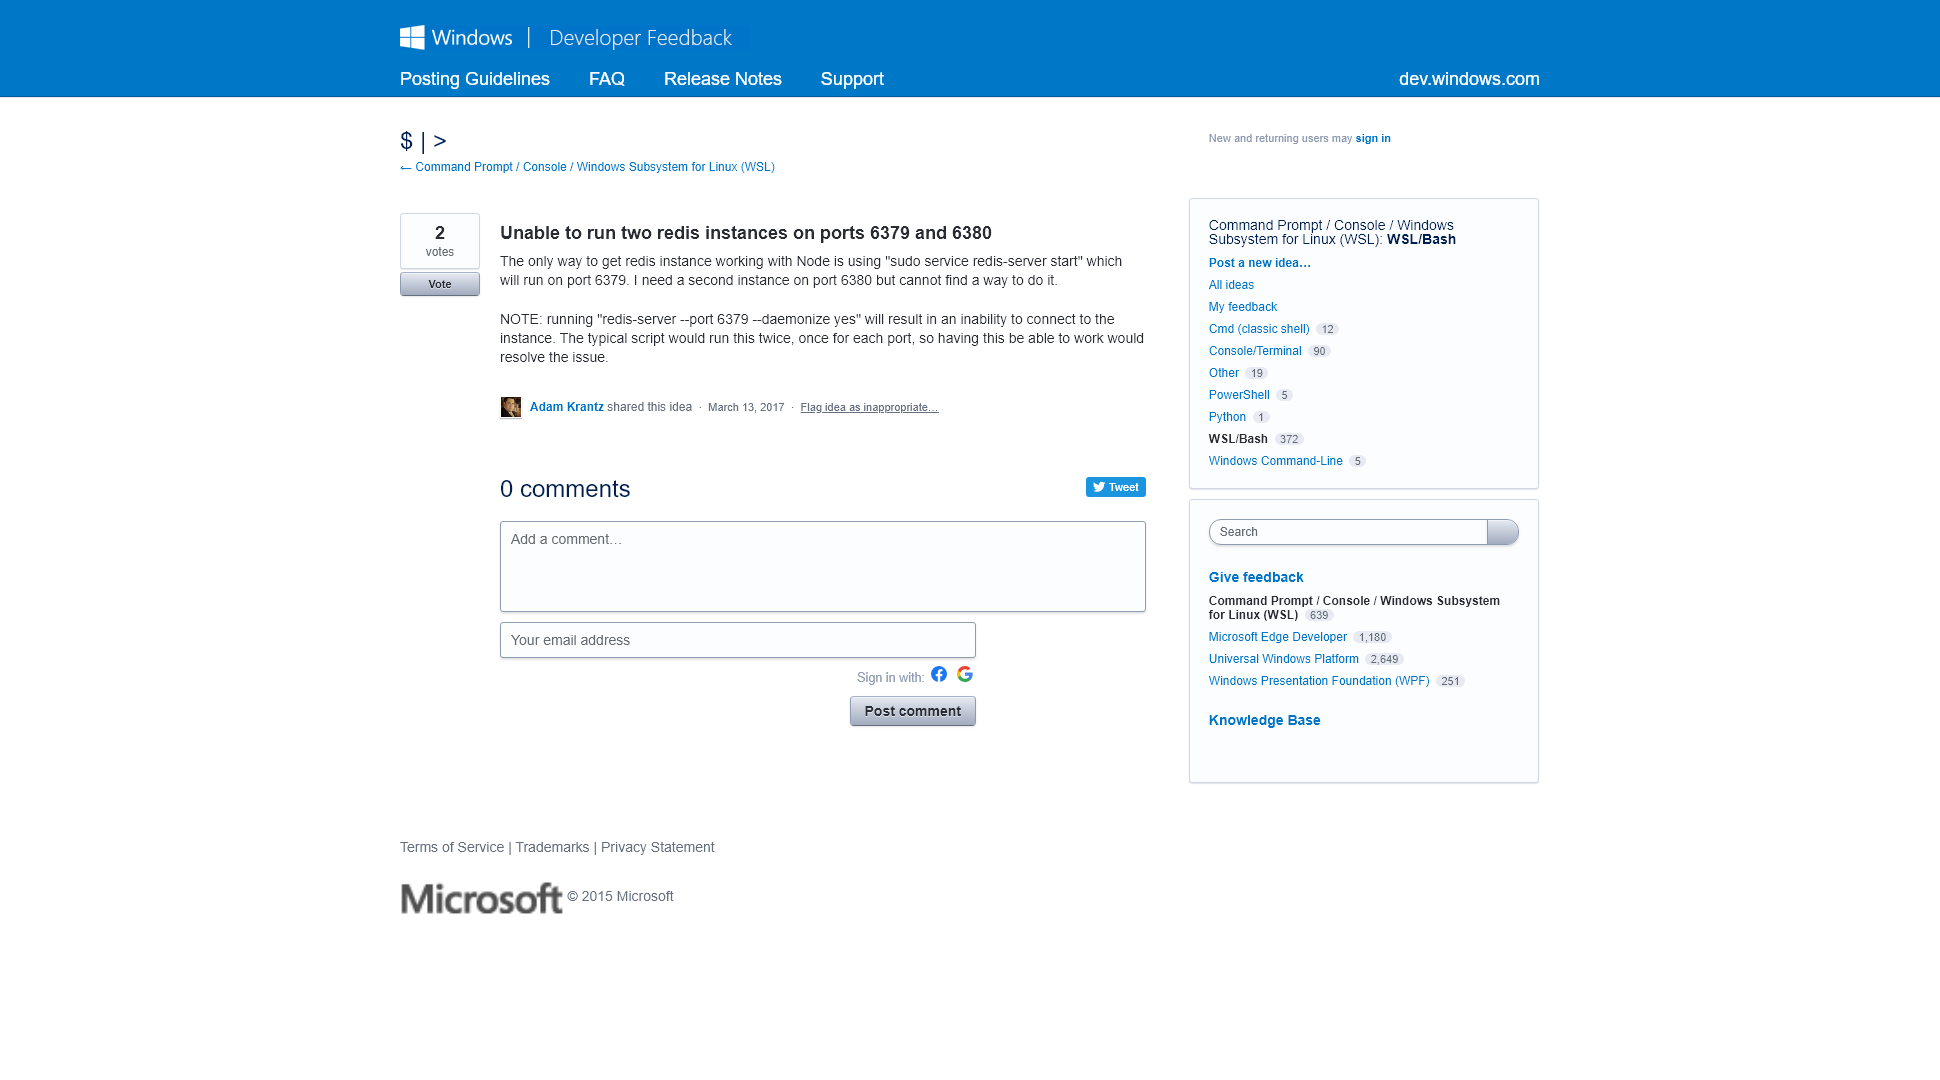 Windows | Developer Feedback
Posting Guidelines FAQ Release Notes Support dev.windows.com
$ | >
← Command Prompt / Console / Windows Subsystem for Linux (WSL)
New and returning users may sign in
2
votes
Vote
Unable to run two redis instances on ports 6379 and 6380
The only way to get redis instance working with Node is using "sudo service redis-server start" which
will run on port 6379. I need a second instance on port 6380 but cannot find a way to do it.
NOTE: running "redis-server --port 6379 --daemonize yes" will result in an inability to connect to the
instance. The typical script would run this twice, once for each port, so having this be able to work would
resolve the issue.
Adam Krantz shared this idea · March 13, 2017 · Flag idea as inappropriate…
0 comments
Tweet
Add a comment…
Your email address
Sign in with:
Post comment
Command Prompt / Console / Windows
Subsystem for Linux (WSL): WSL/Bash
Post a new idea…
All ideas
My feedback
Cmd (classic shell) 12
Console/Terminal 90
Other 19
PowerShell 5
Python 1
WSL/Bash 372
Windows Command-Line 5
Search
Give feedback
Command Prompt / Console / Windows Subsystem
for Linux (WSL) 639
Microsoft Edge Developer 1,180
Universal Windows Platform 2,649
Windows Presentation Foundation (WPF) 251
Knowledge Base
Terms of Service | Trademarks | Privacy Statement
Microsoft © 2015 Microsoft